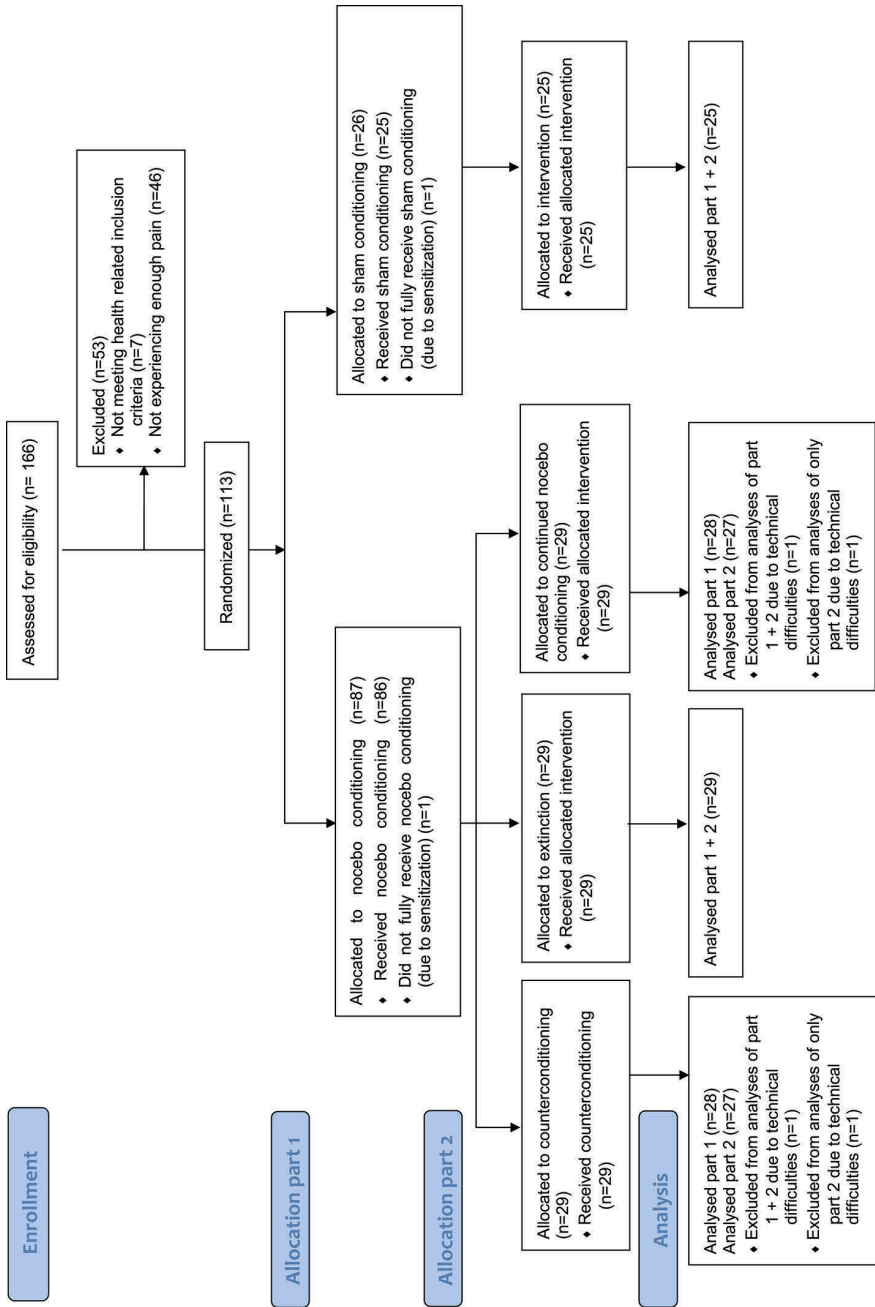 Enrollment
Assessed for eligibility (n= 166)
Excluded (n=53)
♦ Not meeting health related inclusion
criteria (n=7)
♦ Not experiencing enough pain (n=46)
Randomized (n=113)
Allocation part 1
Allocated to nocebo conditioning (n=87)
♦ Received nocebo conditioning (n=86)
♦ Did not fully receive nocebo conditioning
(due to sensitization) (n=1)
Allocated to sham conditioning (n=26)
♦ Received sham conditioning (n=25)
♦ Did not fully receive sham conditioning
(due to sensitization) (n=1)
Allocation part 2
Allocated to counterconditioning
(n=29)
♦ Received counterconditioning
(n=29)
Allocated to extinction (n=29)
♦ Received allocated intervention
(n=29)
Allocated to continued nocebo
conditioning (n=29)
♦ Received allocated intervention
(n=29)
Allocated to intervention (n=25)
♦ Received allocated intervention
(n=25)
Analysis
Analysed part 1 (n=28)
Analysed part 2 (n=27)
♦ Excluded from analyses of part
1 + 2 due to technical
difficulties (n=1)
♦ Excluded from analyses of only
part 2 due to technical
difficulties (n=1)
Analysed part 1 + 2 (n=29)
Analysed part 1 (n=28)
Analysed part 2 (n=27)
♦ Excluded from analyses of part
1 + 2 due to technical
difficulties (n=1)
♦ Excluded from analyses of only
part 2 due to technical
difficulties (n=1)
Analysed part 1 + 2 (n=25)